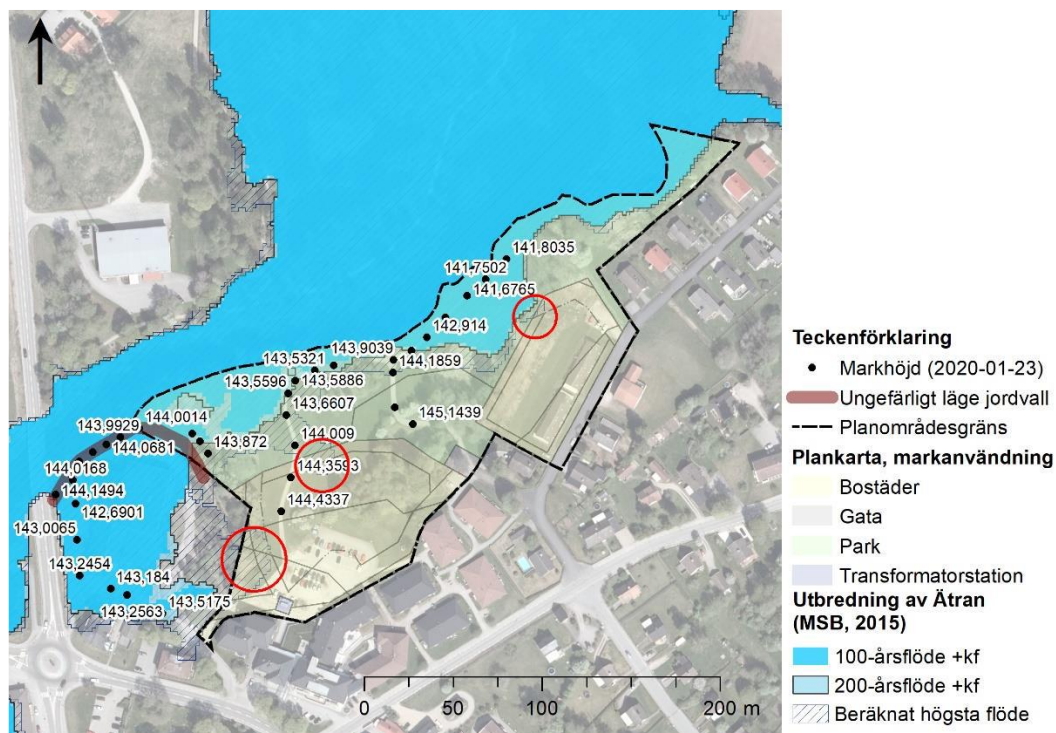 141,8035
141,7502
141,6765
142,914
143,9039
143,5321
144,1859
143,5596
143,5886
143,6607
145,1439
144,0014
143,9929
143,872
144,0681
144,009
144,3593
144,0168
144,1494
144,4337
142,6901
143,0065
143,2454
143,184
143,5175
143,2563
0 50 100 200 m
Teckenförklaring
Markhöjd (2020-01-23)
Ungefärligt läge jordvall
Planområdesgräns
Plankarta, markanvändning
Bostäder
Gata
Park
Transformatorstation
Utbredning av Ätran
(MSB, 2015)
100-årsflöde +kf
200-årsflöde +kf
Beräknat högsta flöde